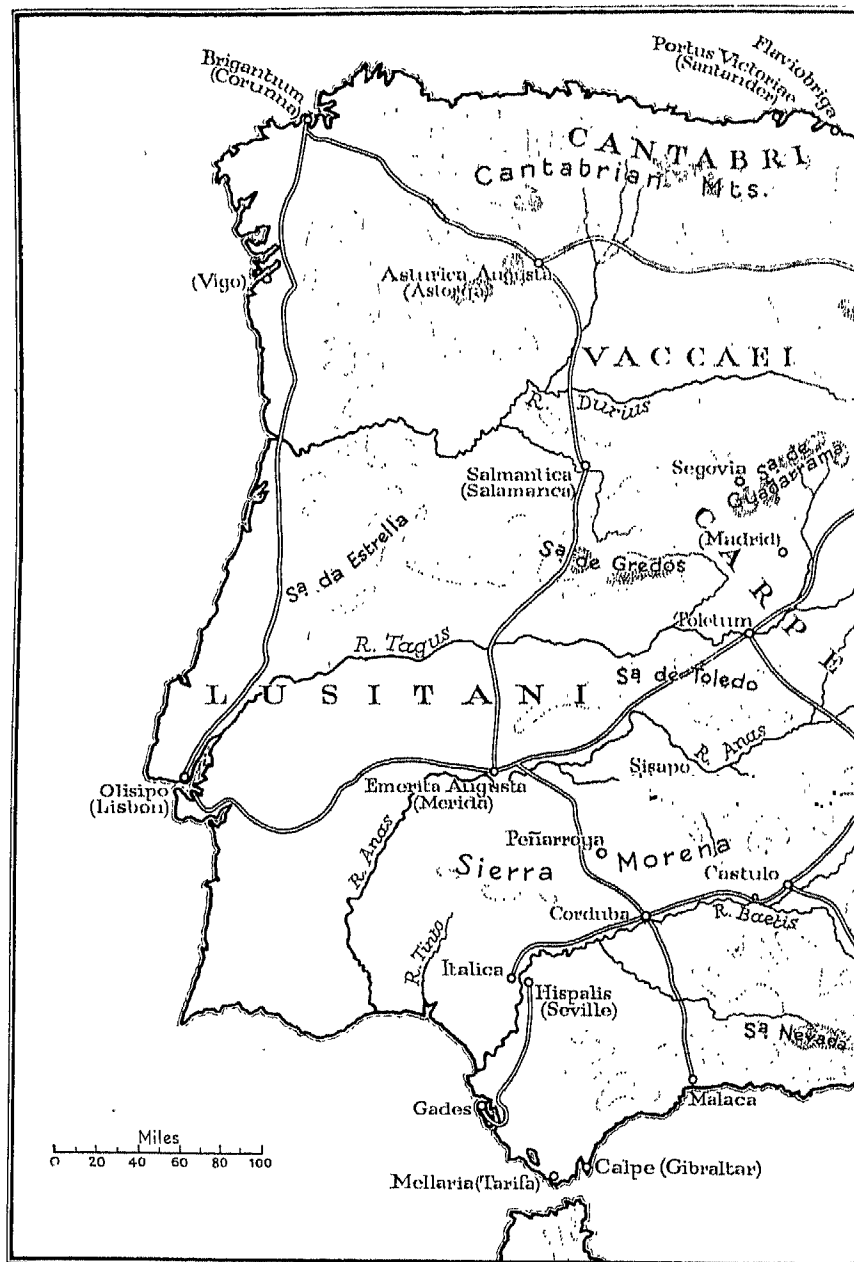 Brigantium
(Corunna)
Portus Victoriae
(Santander)
Flaviobriga
CANTABRI
Cantabrian Mts.
(Vigo)
Asturica Augusta
(Astorga)
VACCAEI
R. Durius
Salmantica
(Salamanca)
Segovia
Sa. de
Guadarrama
(Madrid)
CARPE
Sa. da Estrella
Sa. de Gredos
Toletum
R. Tagus
Sa. de Toledo
LUSITANI
R. Anas
Sisapo
Olisipo
(Lisbon)
Emerita Augusta
(Merida)
R. Anas
Peñarroya
Sierra Morena
Castulo
Corduba
R. Baetis
R. Tinto
Italica
Hispalis
(Seville)
Sa. Nevada
Gades
Malaca
Miles
0 20 40 60 80 100
Mellaria (Tarifa)
Calpe (Gibraltar)